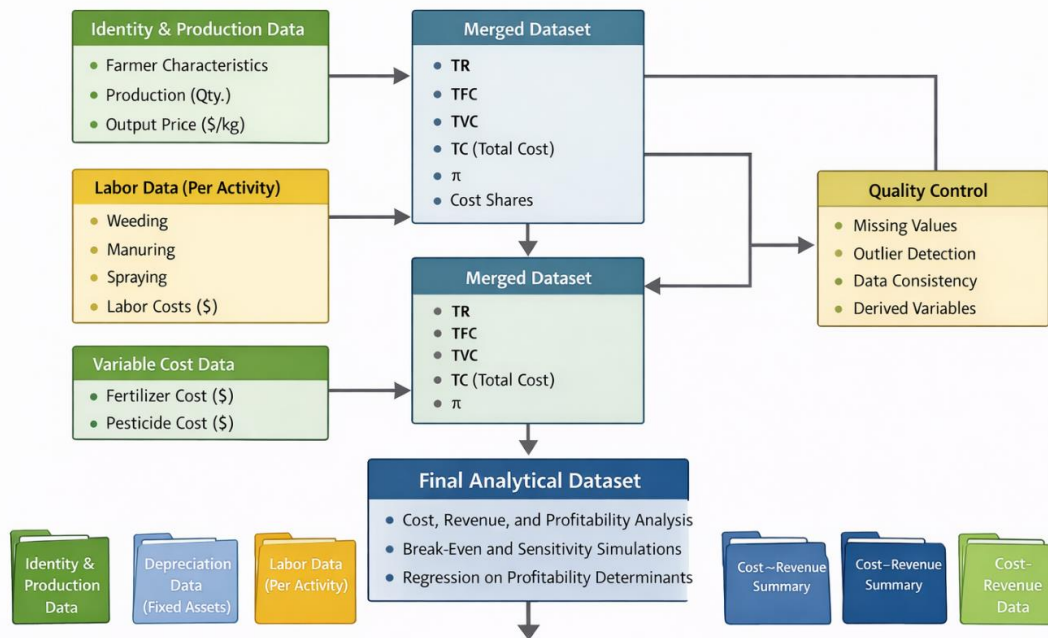 Identity & Production Data
• Farmer Characteristics
• Production (Qty.)
• Output Price ($/kg)
Merged Dataset
• TR
• TFC
• TVC
• TC (Total Cost)
• π
• Cost Shares
Labor Data (Per Activity)
• Weeding
• Manuring
• Spraying
• Labor Costs ($)
Quality Control
• Missing Values
• Outlier Detection
• Data Consistency
• Derived Variables
Merged Dataset
• TR
• TFC
• TVC
• TC (Total Cost)
• π
Variable Cost Data
• Fertilizer Cost ($)
• Pesticide Cost ($)
Final Analytical Dataset
• Cost, Revenue, and Profitability Analysis
• Break-Even and Sensitivity Simulations
• Regression on Profitability Determinants
Identity &
Production
Data
Depreciation
Data
(Fixed Assets)
Labor Data
(Per Activity)
Cost~Revenue
Summary
Cost–Revenue
Summary
Cost-
Revenue
Data